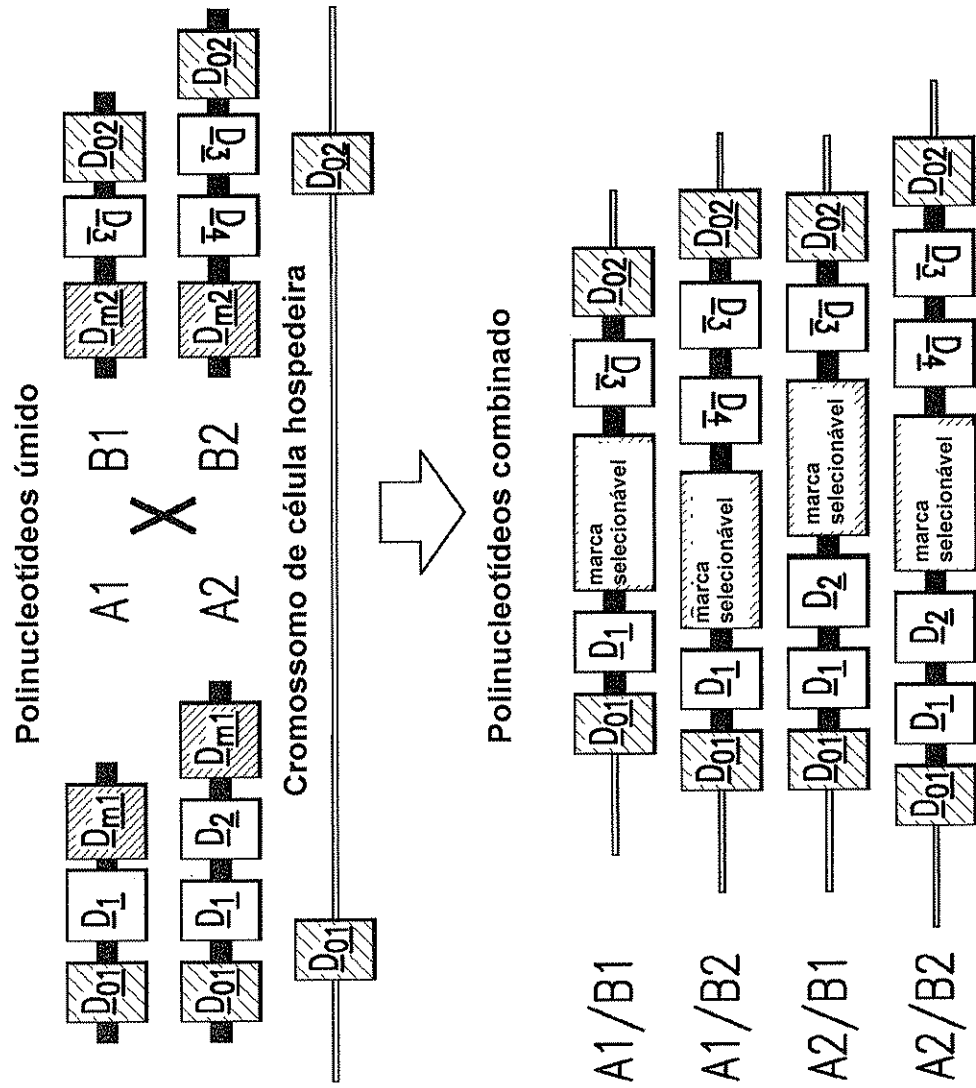 Polinucleotídeos úmido
D01 D1 Dm1 A1 B1 Dm2 D3 D02
X
D01 D1 D2 Dm1 A2 B2 Dm2 D4 D3 D02
Cromossomo de célula hospedeira
D01 D02
Polinucleotídeos combinado
A1/B1 D01 D1 marca selecionável D3 D02
A1/B2 D01 D1 marca selecionável D4 D3 D02
A2/B1 D01 D1 D2 marca selecionável D3 D02
A2/B2 D01 D1 D2 marca selecionável D4 D3 D02